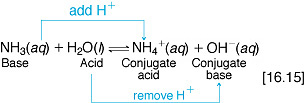 add H⁺
NH₃(aq) + H₂O(l) ⇌ NH₄⁺(aq) + OH⁻(aq)
Base Acid Conjugate acid Conjugate base
remove H⁺
[16.15]